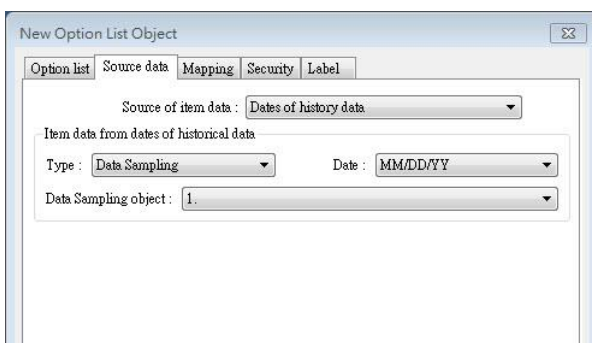 New Option List Object
Option list Source data Mapping Security Label
Source of item data : Dates of history data
Item data from dates of historical data
Type : Data Sampling Date : MM/DD/YY
Data Sampling object : 1.